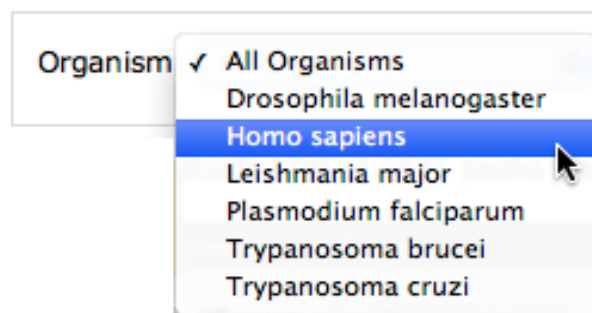 Organism ✓ All Organisms
Drosophila melanogaster
Homo sapiens
Leishmania major
Plasmodium falciparum
Trypanosoma brucei
Trypanosoma cruzi